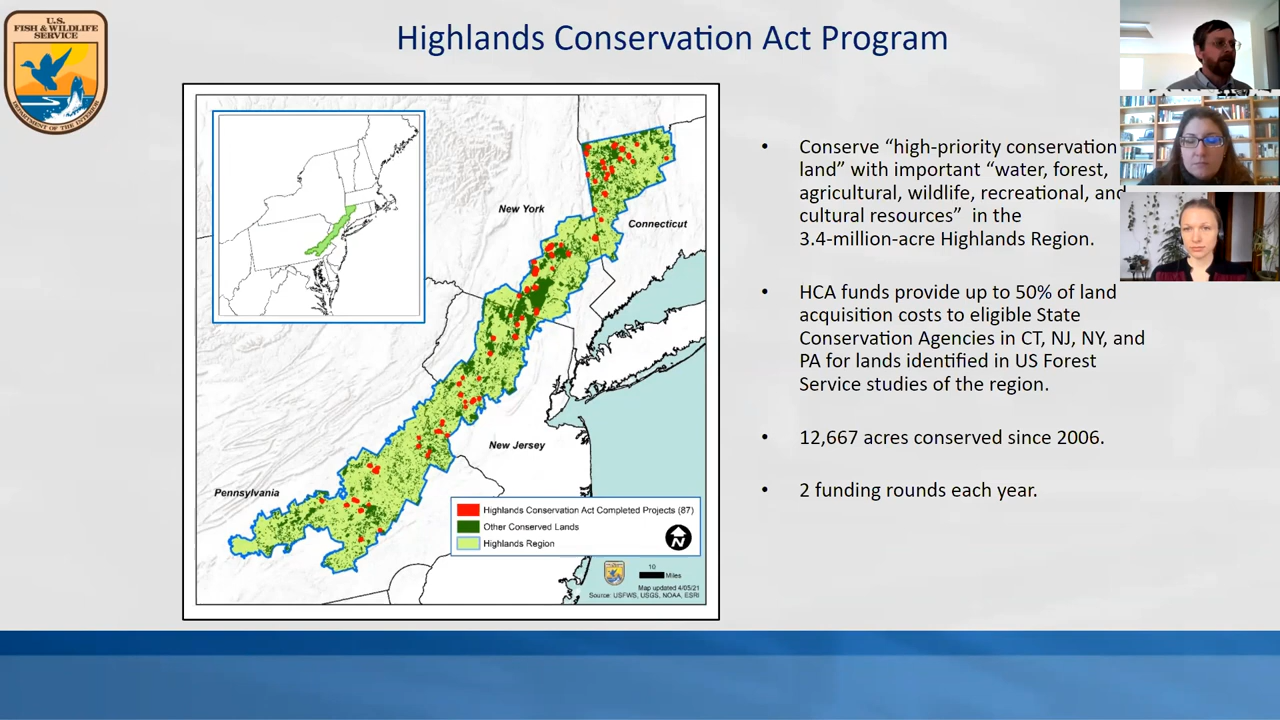 U.S.
FISH & WILDLIFE
SERVICE
DEPARTMENT OF THE INTERIOR
Highlands Conservation Act Program
New York
Connecticut
New Jersey
Pennsylvania
Highlands Conservation Act Completed Projects (87)
Other Conserved Lands
Highlands Region
N
10
Miles
Map updated 4/05/21
Source: USFWS, USGS, NOAA, ESRI
• Conserve “high-priority conservation
land” with important “water, forest,
agricultural, wildlife, recreational, and
cultural resources” in the
3.4-million-acre Highlands Region.
• HCA funds provide up to 50% of land
acquisition costs to eligible State
Conservation Agencies in CT, NJ, NY, and
PA for lands identified in US Forest
Service studies of the region.
• 12,667 acres conserved since 2006.
• 2 funding rounds each year.